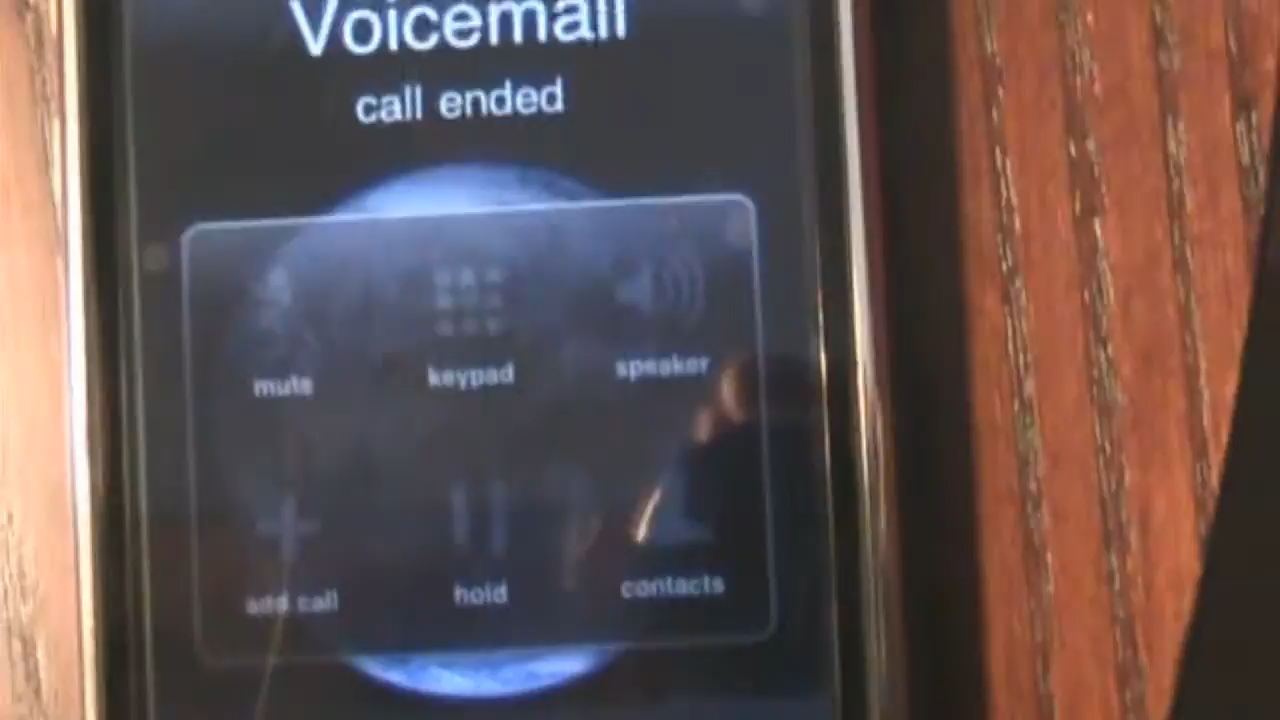 Voicemail
call ended
mute keypad speaker
add call hold contacts